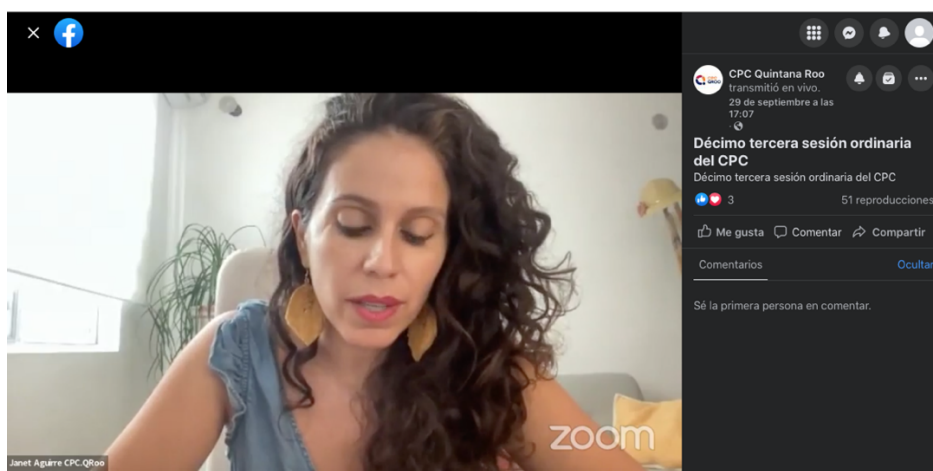 CPC Quintana Roo
transmitió en vivo.
29 de septiembre a las
17:07
·
Décimo tercera sesión ordinaria
del CPC
Décimo tercera sesión ordinaria del CPC
3
51 reproducciones
Me gusta
Comentar
Compartir
Comentarios
Ocultar
Sé la primera persona en comentar.
zoom
Janet Aguirre CPC.QRoo